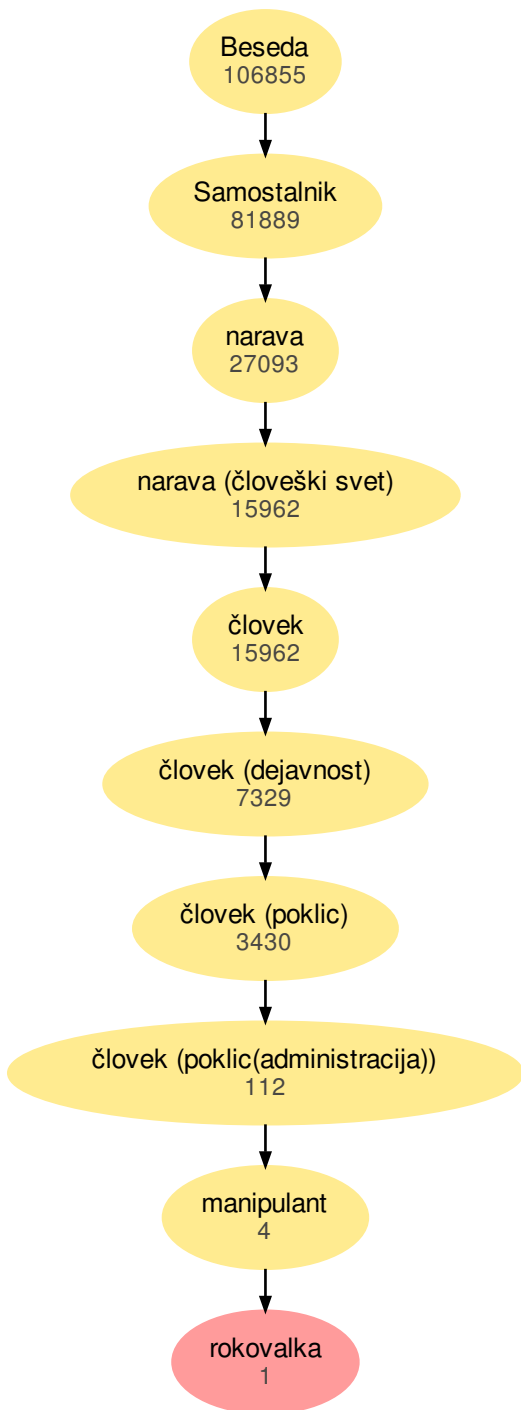 Beseda
106855
Samostalnik
81889
narava
27093
narava (človeški svet)
15962
človek
15962
človek (dejavnost)
7329
človek (poklic)
3430
človek (poklic(administracija))
112
manipulant
4
rokovalka
1